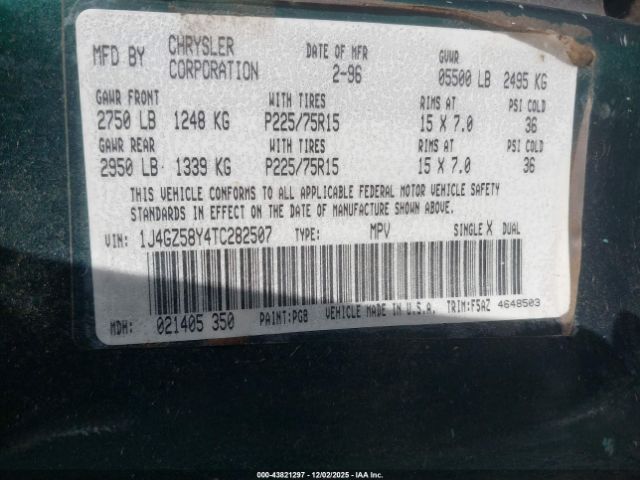 MFD BY CHRYSLER CORPORATION DATE OF MFR 2-96 GVWR 05500 LB 2495 KG
GAWR FRONT WITH TIRES RIMS AT PSI COLD
2750 LB 1248 KG P225/75R15 15 X 7.0 36
GAWR REAR WITH TIRES RIMS AT PSI COLD
2950 LB 1339 KG P225/75R15 15 X 7.0 36
THIS VEHICLE CONFORMS TO ALL APPLICABLE FEDERAL MOTOR VEHICLE SAFETY
STANDARDS IN EFFECT ON THE DATE OF MANUFACTURE SHOWN ABOVE.
VIN: 1J4GZ58Y4TC282507 TYPE: MPV SINGLE X DUAL
MDH: 021405 350 PAINT:PG8 VEHICLE MADE IN U.S.A. TRIM:F5AZ 4648503
000-43821297 - 12/02/2025 - IAAI.CA